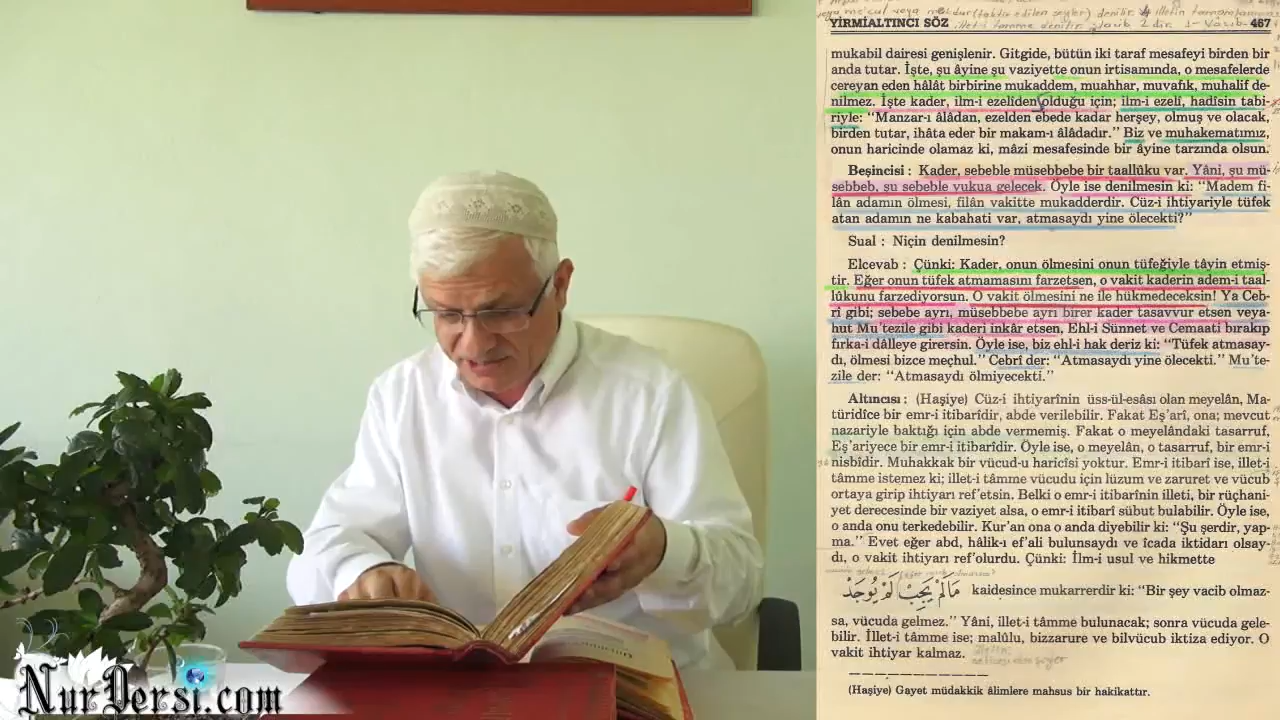 YİRMİALTINCI SÖZ 467
mukabil dairesi genişlenir. Gitgide, bütün iki taraf mesafeyi birden bir
anda tutar. İşte, şu âyine şu vaziyette onun irtisamında, o mesafelerde
cereyan eden hâlât birbirine mukaddem, muahhar, muvafık, muhalif de-
nilmez. İşte kader, ilm-i ezelîden olduğu için; ilm-i ezelî, hadîsin tabi-
riyle: "Manzar-ı âlâdan, ezelden ebede kadar herşey, olmuş ve olacak,
birden tutar, ihâta eder bir makam-ı âlâdadır." Biz ve muhakematımız,
onun haricinde olamaz ki, mâzi mesafesinde bir âyine tarzında olsun.
Beşincisi : Kader, sebeble müsebbebe bir taallûku var. Yâni, şu mü-
sebbeb, şu sebeble vukua gelecek. Öyle ise denilmesin ki: "Madem fi-
lân adamın ölmesi, filân vakitte mukadderdir. Cüz-i ihtiyariyle tüfek
atan adamın ne kabahati var, atmasaydı yine ölecekti?"
Sual : Niçin denilmesin?
Elcevab : Çünki: Kader, onun ölmesini onun tüfeğiyle tâyin etmiş-
tir. Eğer onun tüfek atmamasını farzetsen, o vakit kaderin adem-i taal-
lûkunu farzediyorsun. O vakit ölmesini ne ile hükmedeceksin! Ya Ceb-
rî gibi; sebebe ayrı, müsebbebe ayrı birer kader tasavvur etsen veya-
hut Mu'tezile gibi kaderi inkâr etsen, Ehl-i Sünnet ve Cemaati bırakıp
fırka-i dâlleye girersin. Öyle ise, biz ehl-i hak deriz ki: "Tüfek atmasay-
dı, ölmesi bizce meçhul." Cebrî der: "Atmasaydı yine ölecekti." Mu'te-
zile der: "Atmasaydı ölmiyecekti."
Altıncısı : (Haşiye) Cüz-i ihtiyarînin üss-ül-esâsı olan meyelân, Ma-
türidîce bir emr-i itibarîdir, abde verilebilir. Fakat Eş'arî, ona; mevcut
nazariyle baktığı için abde vermemiş. Fakat o meyelândaki tasarruf,
Eş'ariyece bir emr-i itibarîdir. Öyle ise, o meyelân, o tasarruf, bir emr-i
nisbîdir. Muhakkak bir vücud-u haricîsi yoktur. Emr-i itibarî ise, illet-i
tâmme istemez ki; illet-i tâmme vücudu için lüzum ve zaruret ve vücub
ortaya girip ihtiyarı ref'etsin. Belki o emr-i itibarînin illeti, bir rüçhani-
yet derecesinde bir vaziyet alsa, o emr-i itibarî sübut bulabilir. Öyle ise,
o anda onu terkedebilir. Kur'an ona o anda diyebilir ki: "Şu şerdir, yap-
ma." Evet eğer abd, hâlik-ı ef'ali bulunsaydı ve îcada iktidarı olsay-
dı, o vakit ihtiyarı ref'olurdu. Çünki: İlm-i usul ve hikmette
مَالَمْ يَجِبْ لَمْ يُوجَدْ kaidesince mukarrerdir ki: "Bir şey vacib olmaz-
sa, vücuda gelmez." Yâni, illet-i tâmme bulunacak; sonra vücuda gele-
bilir. İllet-i tâmme ise; malûlu, bizzarure ve bilvücub iktiza ediyor. O
vakit ihtiyar kalmaz.
(Haşiye) Gayet müdakkik âlimlere mahsus bir hakikattır.
NurDersi.com